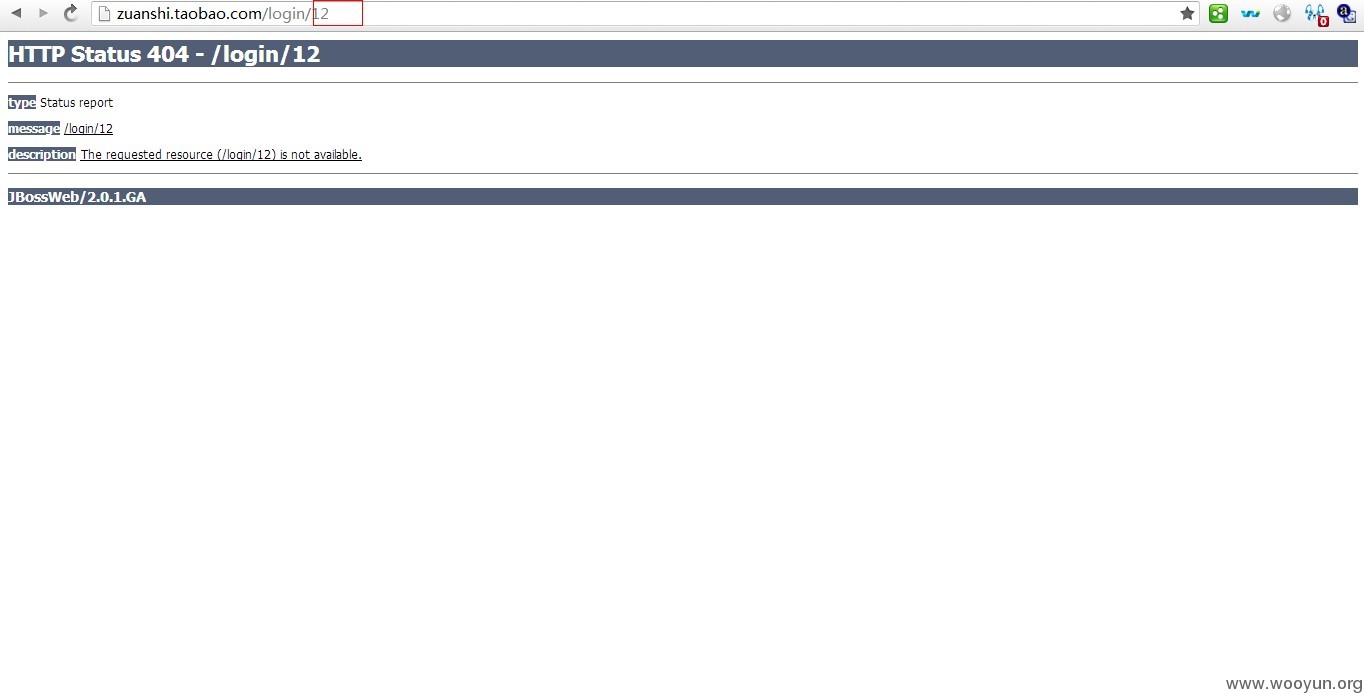 zuanshi.taobao.com/login/12
0
a
HTTP Status 404 - /login/12
type Status report
message /login/12
description The requested resource (/login/12) is not available.
JBossWeb/2.0.1.GA
www.wooyun.org